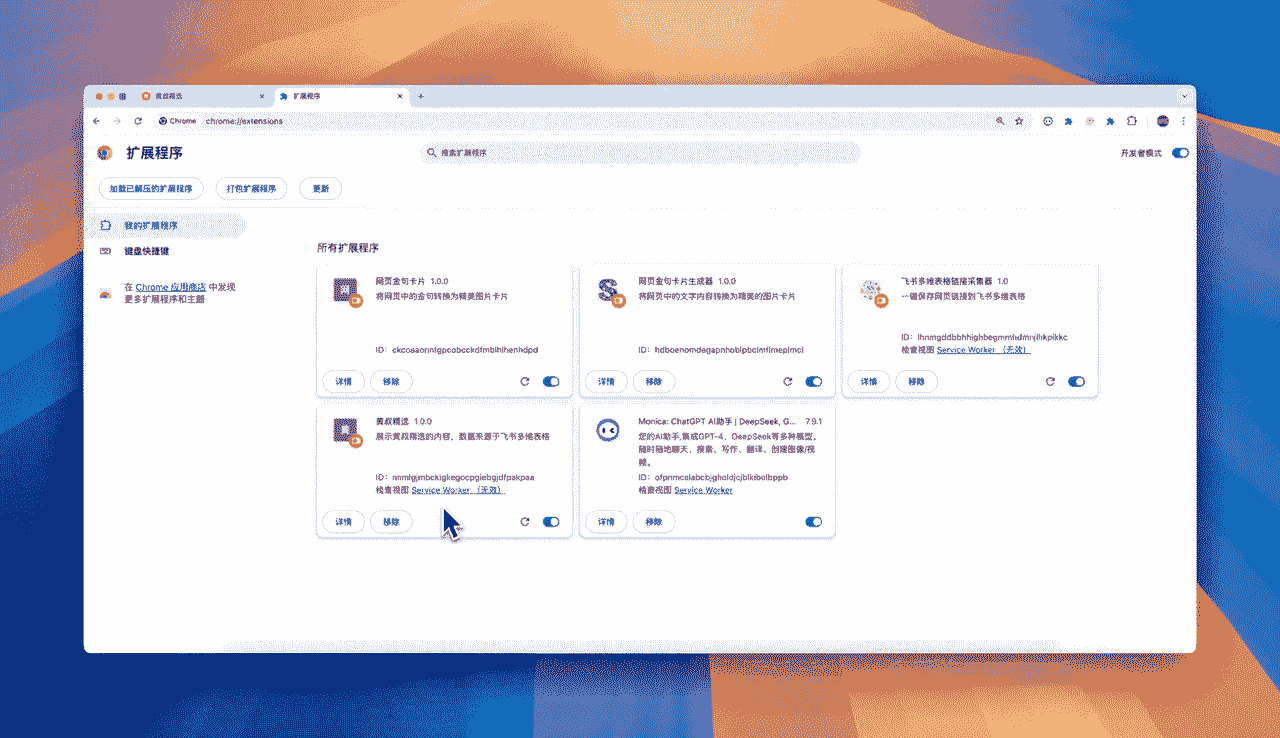 黄叔精选
扩展程序
Chrome
chrome://extensions
扩展程序
搜索扩展程序
开发者模式
加载已解压的扩展程序
打包扩展程序
更新
我的扩展程序
键盘快捷键
在 Chrome 应用商店 中发现
更多扩展程序和主题
所有扩展程序
网页金句卡片 1.0.0
将网页中的金句转换为精美图片卡片
ID：
详情
移除
网页金句卡片生成器 1.0.0
将网页中的文字内容转换为精美的图片卡片
ID：
详情
移除
飞书多维表格链接采集器 1.0
一键保存网页链接到飞书多维表格
ID：
检查视图 Service Worker （无效）
详情
移除
黄叔精选 1.0.0
展示黄叔精选的内容，数据来源于飞书多维表格
ID：
检查视图 Service Worker （无效）
详情
移除
Monica: ChatGPT AI助手 | DeepSeek, G... 7.9.1
您的AI助手,集成GPT-4、DeepSeek等多种模型。
随时随地聊天、搜索、写作、翻译、创建图像/视
频。
ID：
检查视图 Service Worker
详情
移除